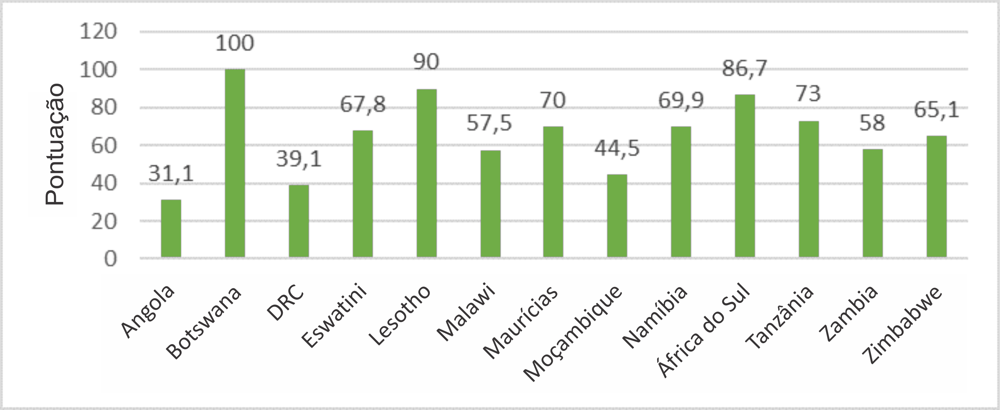 Pontuação
120
100
80
60
40
20
0
31,1
100
39,1
67,8
90
57,5
70
44,5
69,9
86,7
73
58
65,1
Angola
Botswana
DRC
Eswatini
Lesotho
Malawi
Maurícias
Moçambique
Namíbia
África do Sul
Tanzânia
Zambia
Zimbabwe